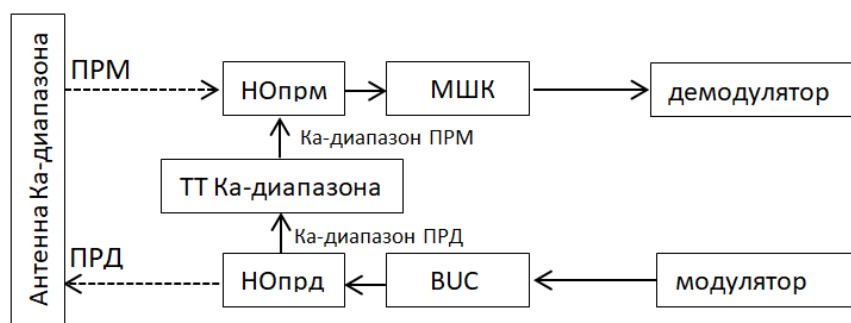 Антенна Ка-диапазона
ПРМ
НОпрм
МШК
демодулятор
Ка-диапазон ПРМ
ТТ Ка-диапазона
Ка-диапазон ПРД
ПРД
НОпрд
BUC
модулятор